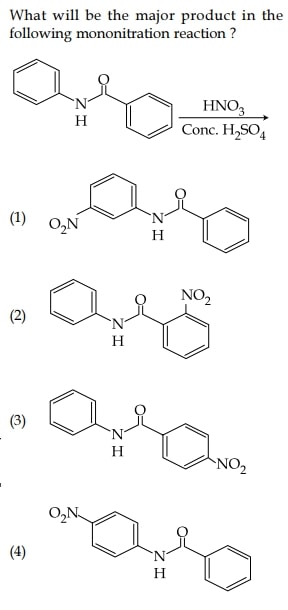 What will be the major product in the
following mononitration reaction ?
O
N
H
HNO₃
Conc. H₂SO₄
(1)
O₂N
N
H
O
(2)
N
H
O
NO₂
(3)
N
H
O
NO₂
(4)
O₂N
N
H
O